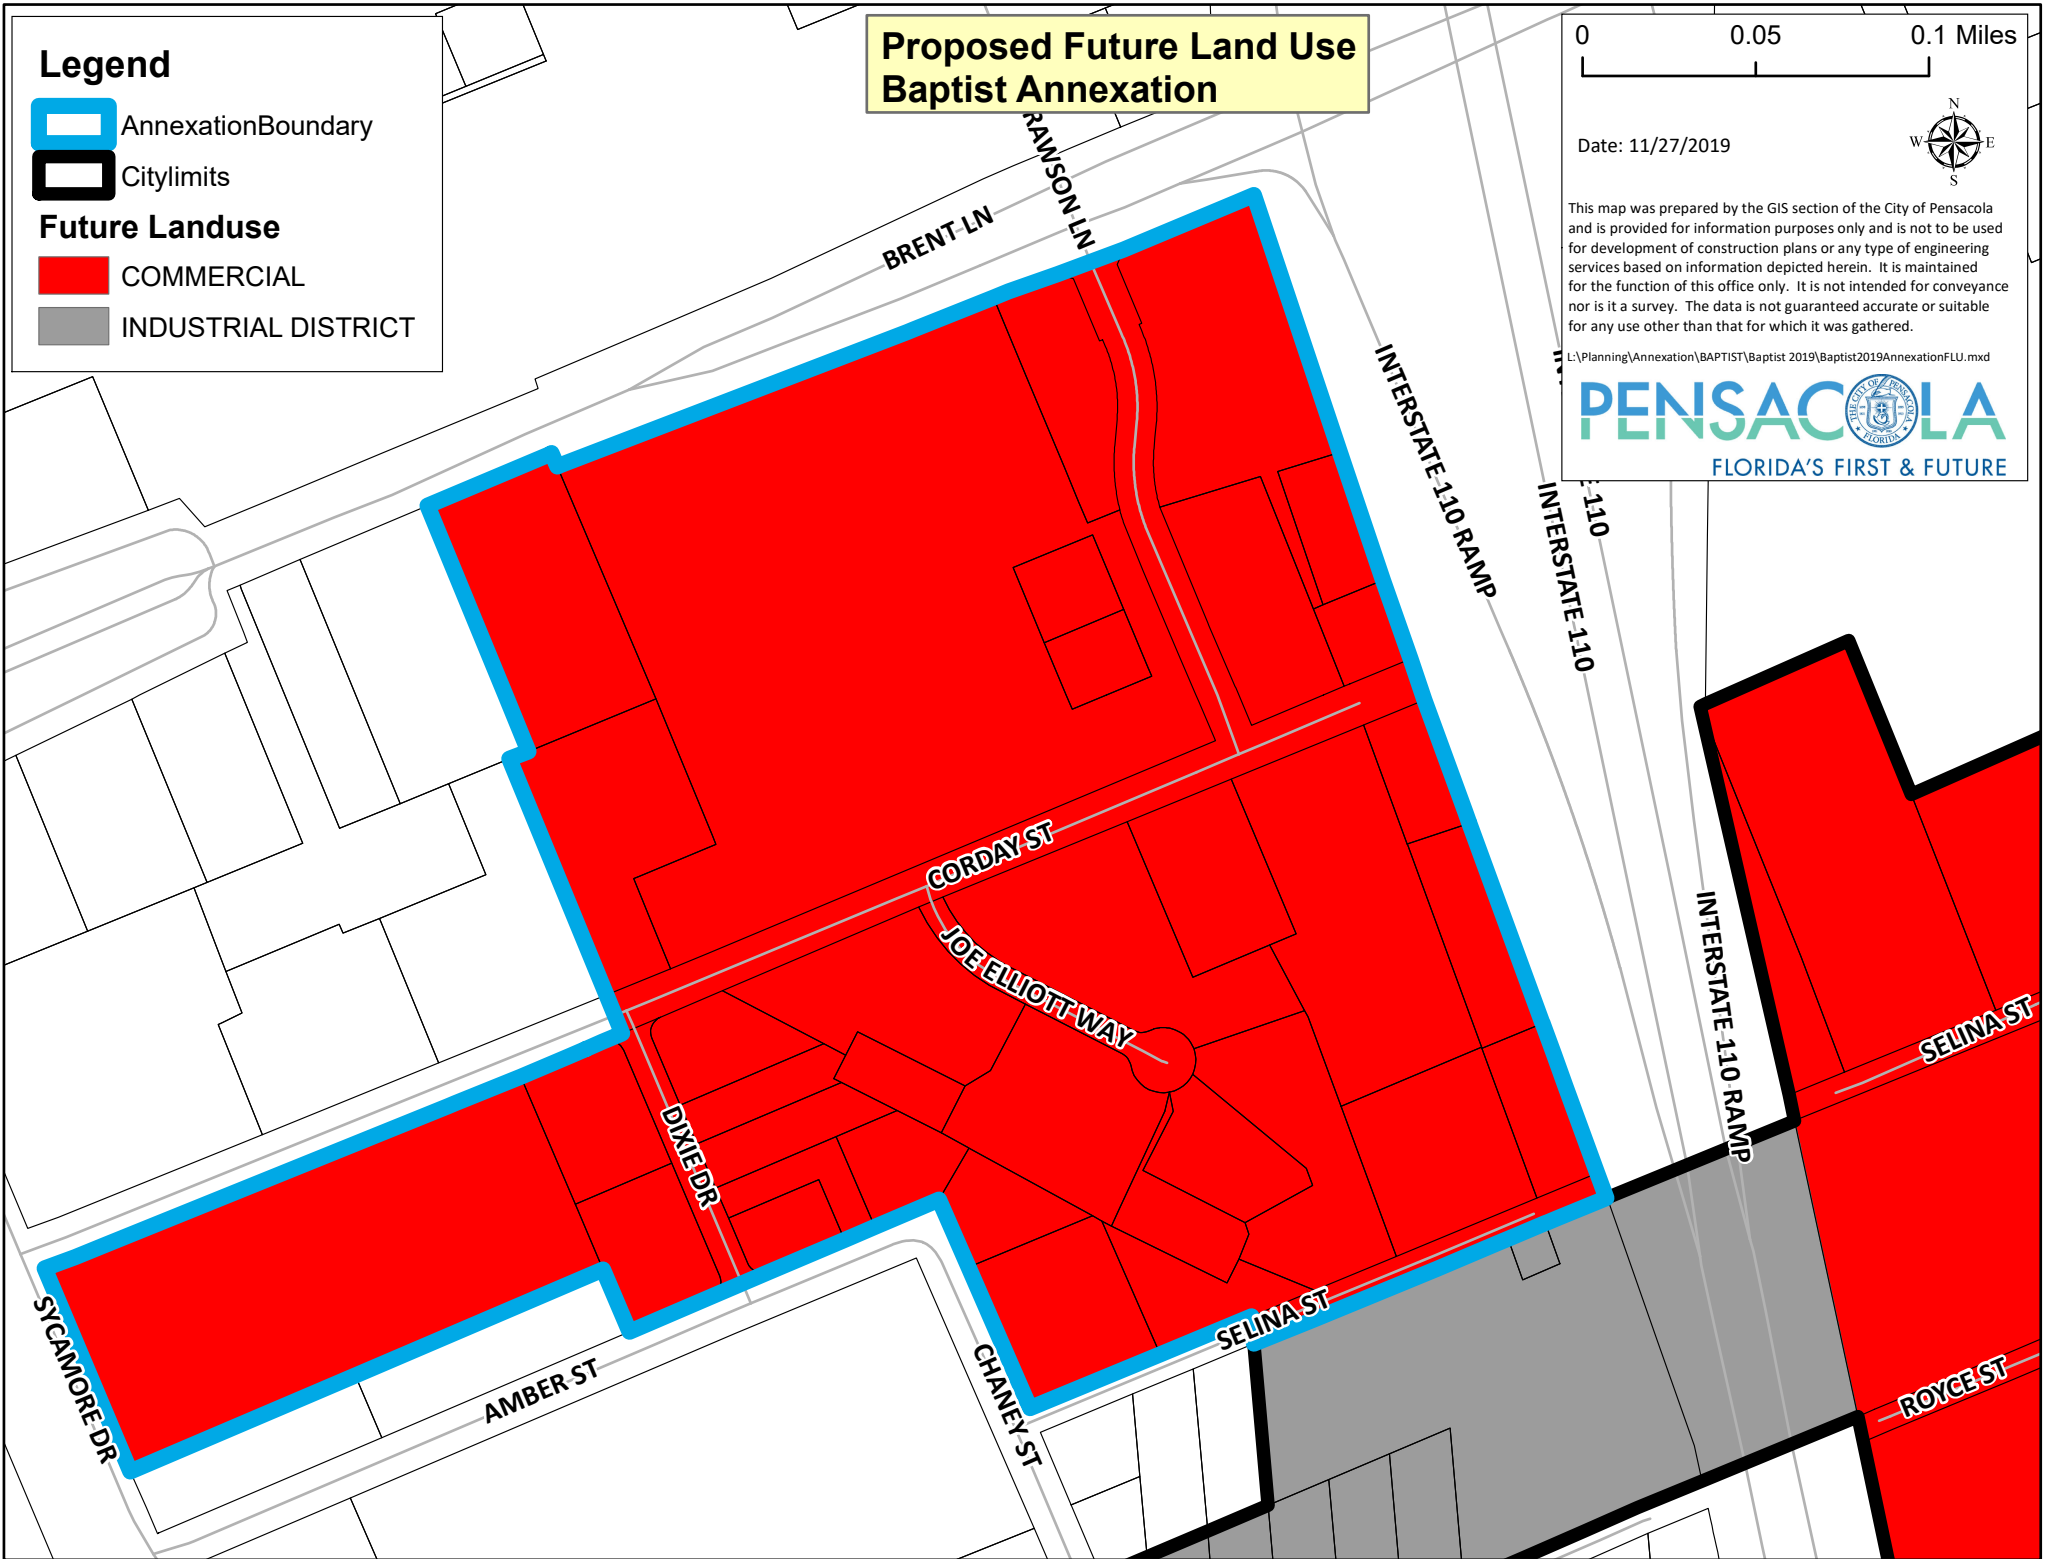 Legend
AnnexationBoundary
Citylimits
Future Landuse
COMMERCIAL
INDUSTRIAL DISTRICT
Proposed Future Land Use
Baptist Annexation
0 0.05 0.1 Miles
N
W E
S
Date: 11/27/2019
This map was prepared by the GIS section of the City of Pensacola
and is provided for information purposes only and is not to be used
for development of construction plans or any type of engineering
services based on information depicted herein. It is maintained
for the function of this office only. It is not intended for conveyance
nor is it a survey. The data is not guaranteed accurate or suitable
for any use other than that for which it was gathered.
L:\Planning\Annexation\BAPTIST\Baptist 2019\Baptist2019AnnexationFLU.mxd
PENSACOLA
THE CITY OF PENSACOLA
FLORIDA
FLORIDA'S FIRST & FUTURE
RAWSON LN
BRENT LN
INTERSTATE 110 RAMP
INTERSTATE 110
110
CORDAY ST
JOE ELLIOTT WAY
INTERSTATE 110 RAMP
SELINA ST
DIXIE DR
SYCAMORE DR
AMBER ST
CHANEY ST
SELINA ST
ROYCE ST